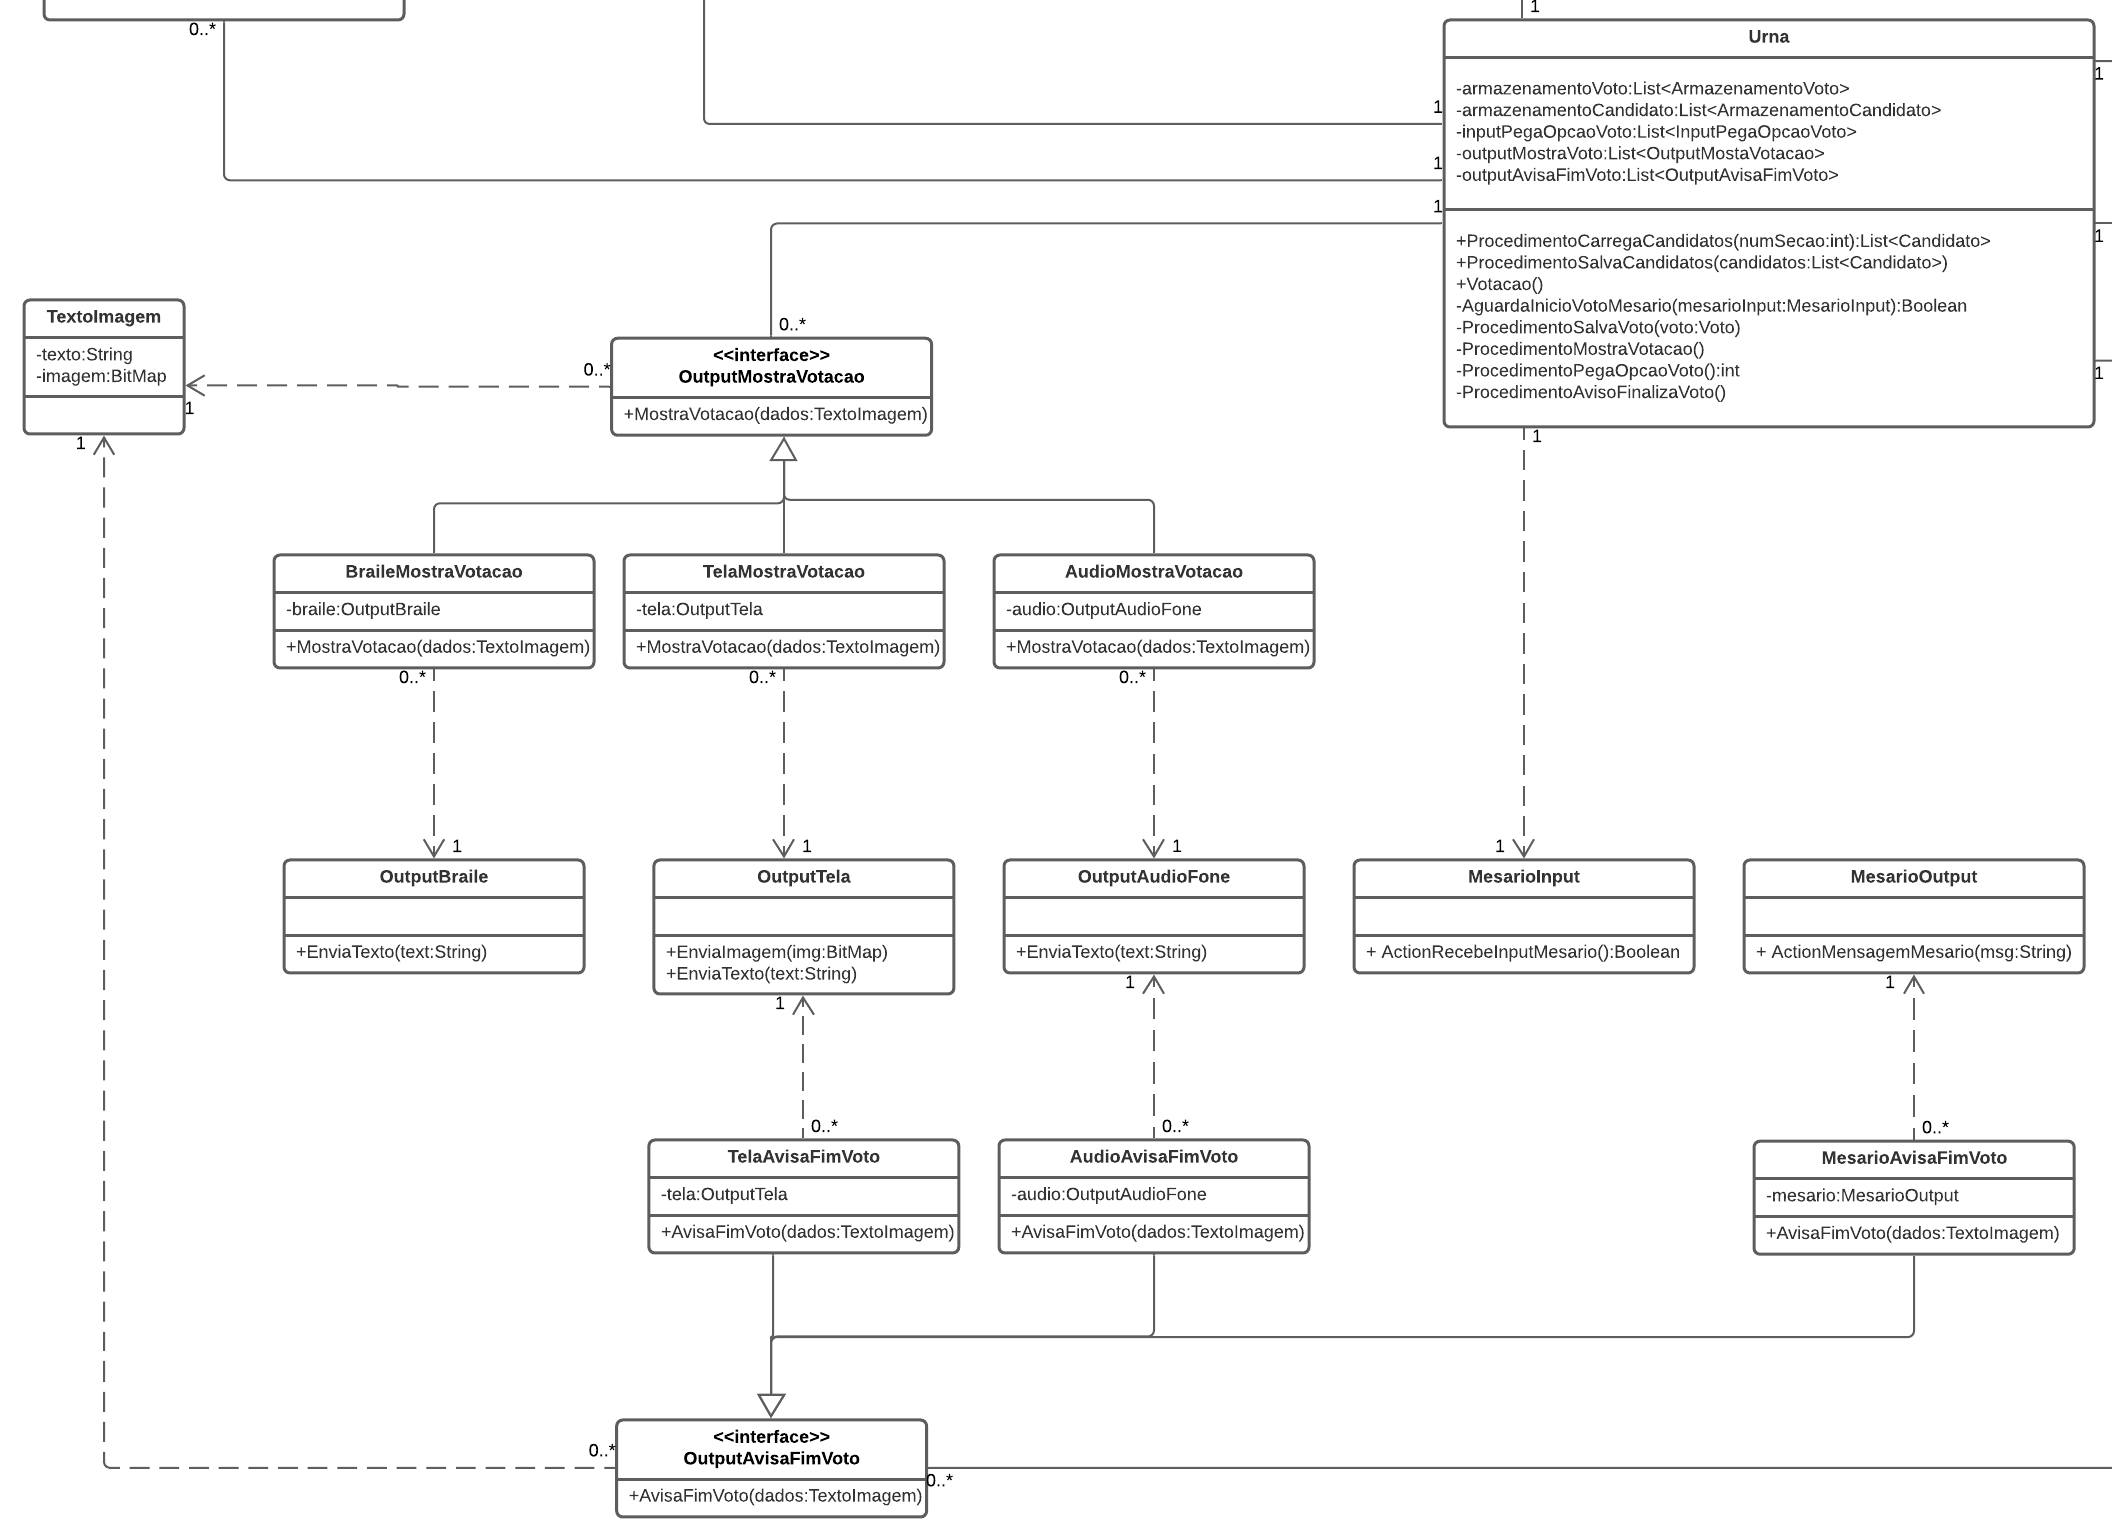 1
0..*
Urna
-armazenamentoVoto:List<ArmazenamentoVoto>
-armazenamentoCandidato:List<ArmazenamentoCandidato>
-inputPegaOpcaoVoto:List<InputPegaOpcaoVoto>
-outputMostraVoto:List<OutputMostaVotacao>
-outputAvisaFimVoto:List<OutputAvisaFimVoto>
+ProcedimentoCarregaCandidatos(numSecao:int):List<Candidato>
+ProcedimentoSalvaCandidatos(candidatos:List<Candidato>)
+Votacao()
-AguardaInicioVotoMesario(mesarioInput:MesarioInput):Boolean
-ProcedimentoSalvaVoto(voto:Voto)
-ProcedimentoMostraVotacao()
-ProcedimentoPegaOpcaoVoto():int
-ProcedimentoAvisoFinalizaVoto()
1
1
1
1
1
1
1
TextoImagem
-texto:String
-imagem:BitMap
1
1
0..*
0..*
<<interface>>
OutputMostraVotacao
+MostraVotacao(dados:TextoImagem)
BraileMostraVotacao
-braile:OutputBraile
+MostraVotacao(dados:TextoImagem)
0..*
TelaMostraVotacao
-tela:OutputTela
+MostraVotacao(dados:TextoImagem)
0..*
AudioMostraVotacao
-audio:OutputAudioFone
+MostraVotacao(dados:TextoImagem)
0..*
1
OutputBraile
+EnviaTexto(text:String)
1
OutputTela
+EnviaImagem(img:BitMap)
+EnviaTexto(text:String)
1
1
OutputAudioFone
+EnviaTexto(text:String)
1
1
MesarioInput
+ ActionRecebeInputMesario():Boolean
MesarioOutput
+ ActionMensagemMesario(msg:String)
1
0..*
TelaAvisaFimVoto
-tela:OutputTela
+AvisaFimVoto(dados:TextoImagem)
0..*
AudioAvisaFimVoto
-audio:OutputAudioFone
+AvisaFimVoto(dados:TextoImagem)
0..*
MesarioAvisaFimVoto
-mesario:MesarioOutput
+AvisaFimVoto(dados:TextoImagem)
0..*
<<interface>>
OutputAvisaFimVoto
+AvisaFimVoto(dados:TextoImagem)
0..*